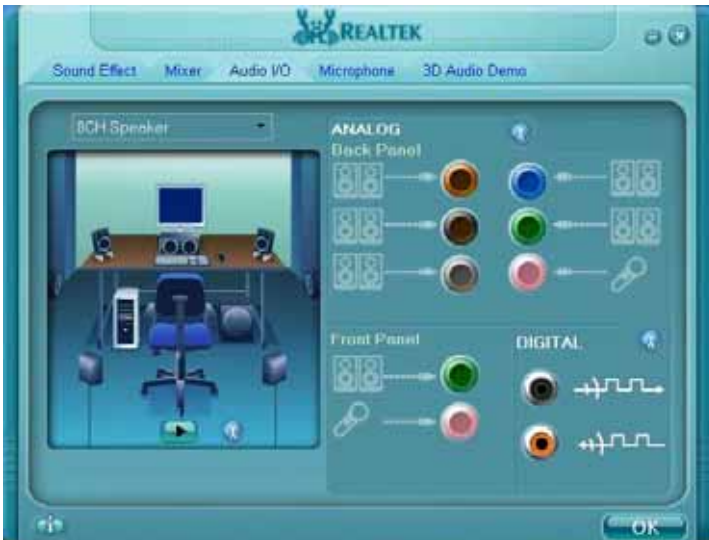 REALTEK
Sound Effect Mixer Audio I/O Microphone 3D Audio Demo
8CH Speaker
ANALOG
Back Panel
Front Panel
DIGITAL
OK